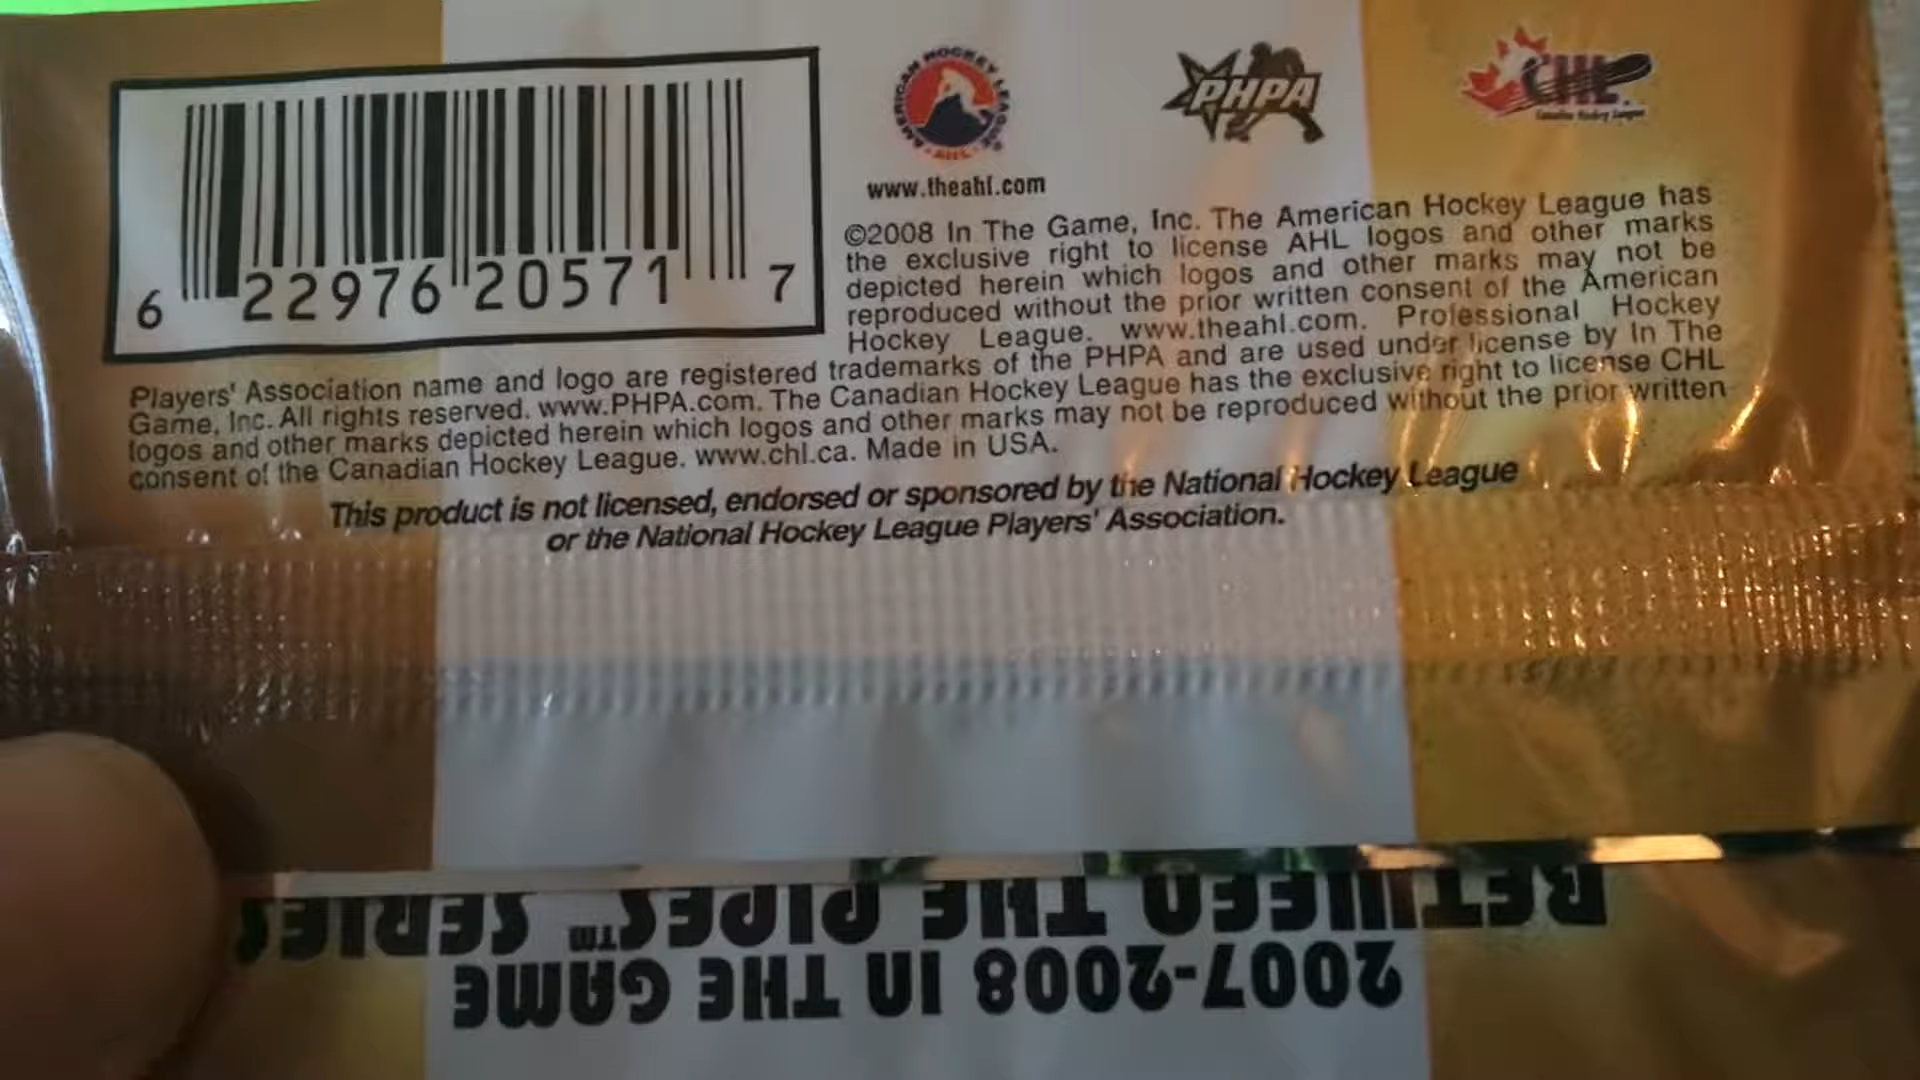 AMERICAN HOCKEY LEAGUE
AHL
PHPA
CHL
Canadian Hockey League
www.theahl.com
6 22976 20571 7
©2008 In The Game, Inc. The American Hockey League has
the exclusive right to license AHL logos and other marks
depicted herein which logos and other marks may not be
reproduced without the prior written consent of the American
Hockey League. www.theahl.com. Professional Hockey
Players' Association name and logo are registered trademarks of the PHPA and are used under license by In The
Game, Inc. All rights reserved. www.PHPA.com. The Canadian Hockey League has the exclusive right to license CHL
logos and other marks depicted herein which logos and other marks may not be reproduced without the prior written
consent of the Canadian Hockey League. www.chl.ca. Made in USA.
This product is not licensed, endorsed or sponsored by the National Hockey League
or the National Hockey League Players' Association.
2007-2008 IN THE GAME
BETWEEN THE PIPES™ SERIES